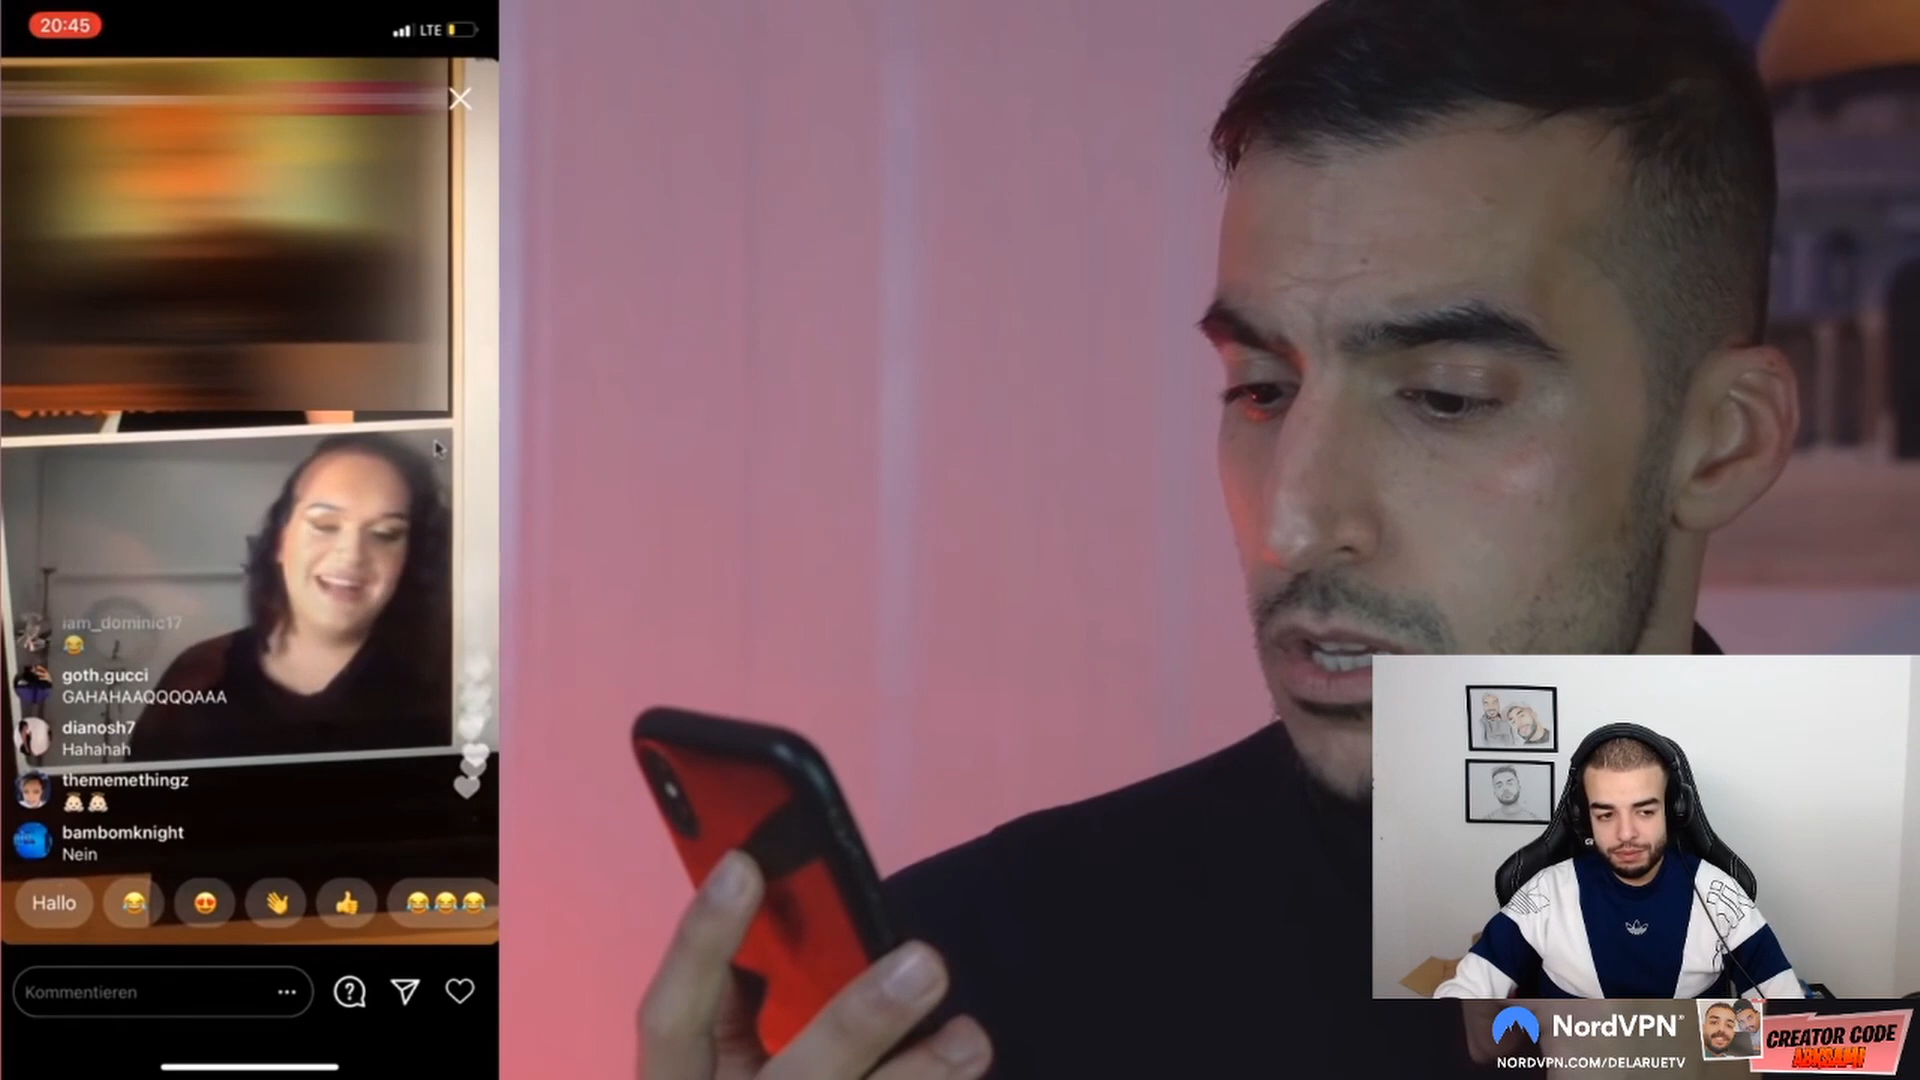 20:45
LTE
iam_dominic17
😂
goth.gucci
GAHAHAAQQQQAAA
dianosh7
Hahahah
thememethingz
👼🏻👼🏻
bambomknight
Nein
Hallo 😂 😍 👋 👍 😂😂😂
Kommentieren
NordVPN®
NORDVPN.COM/DELARUETV
CREATOR CODE